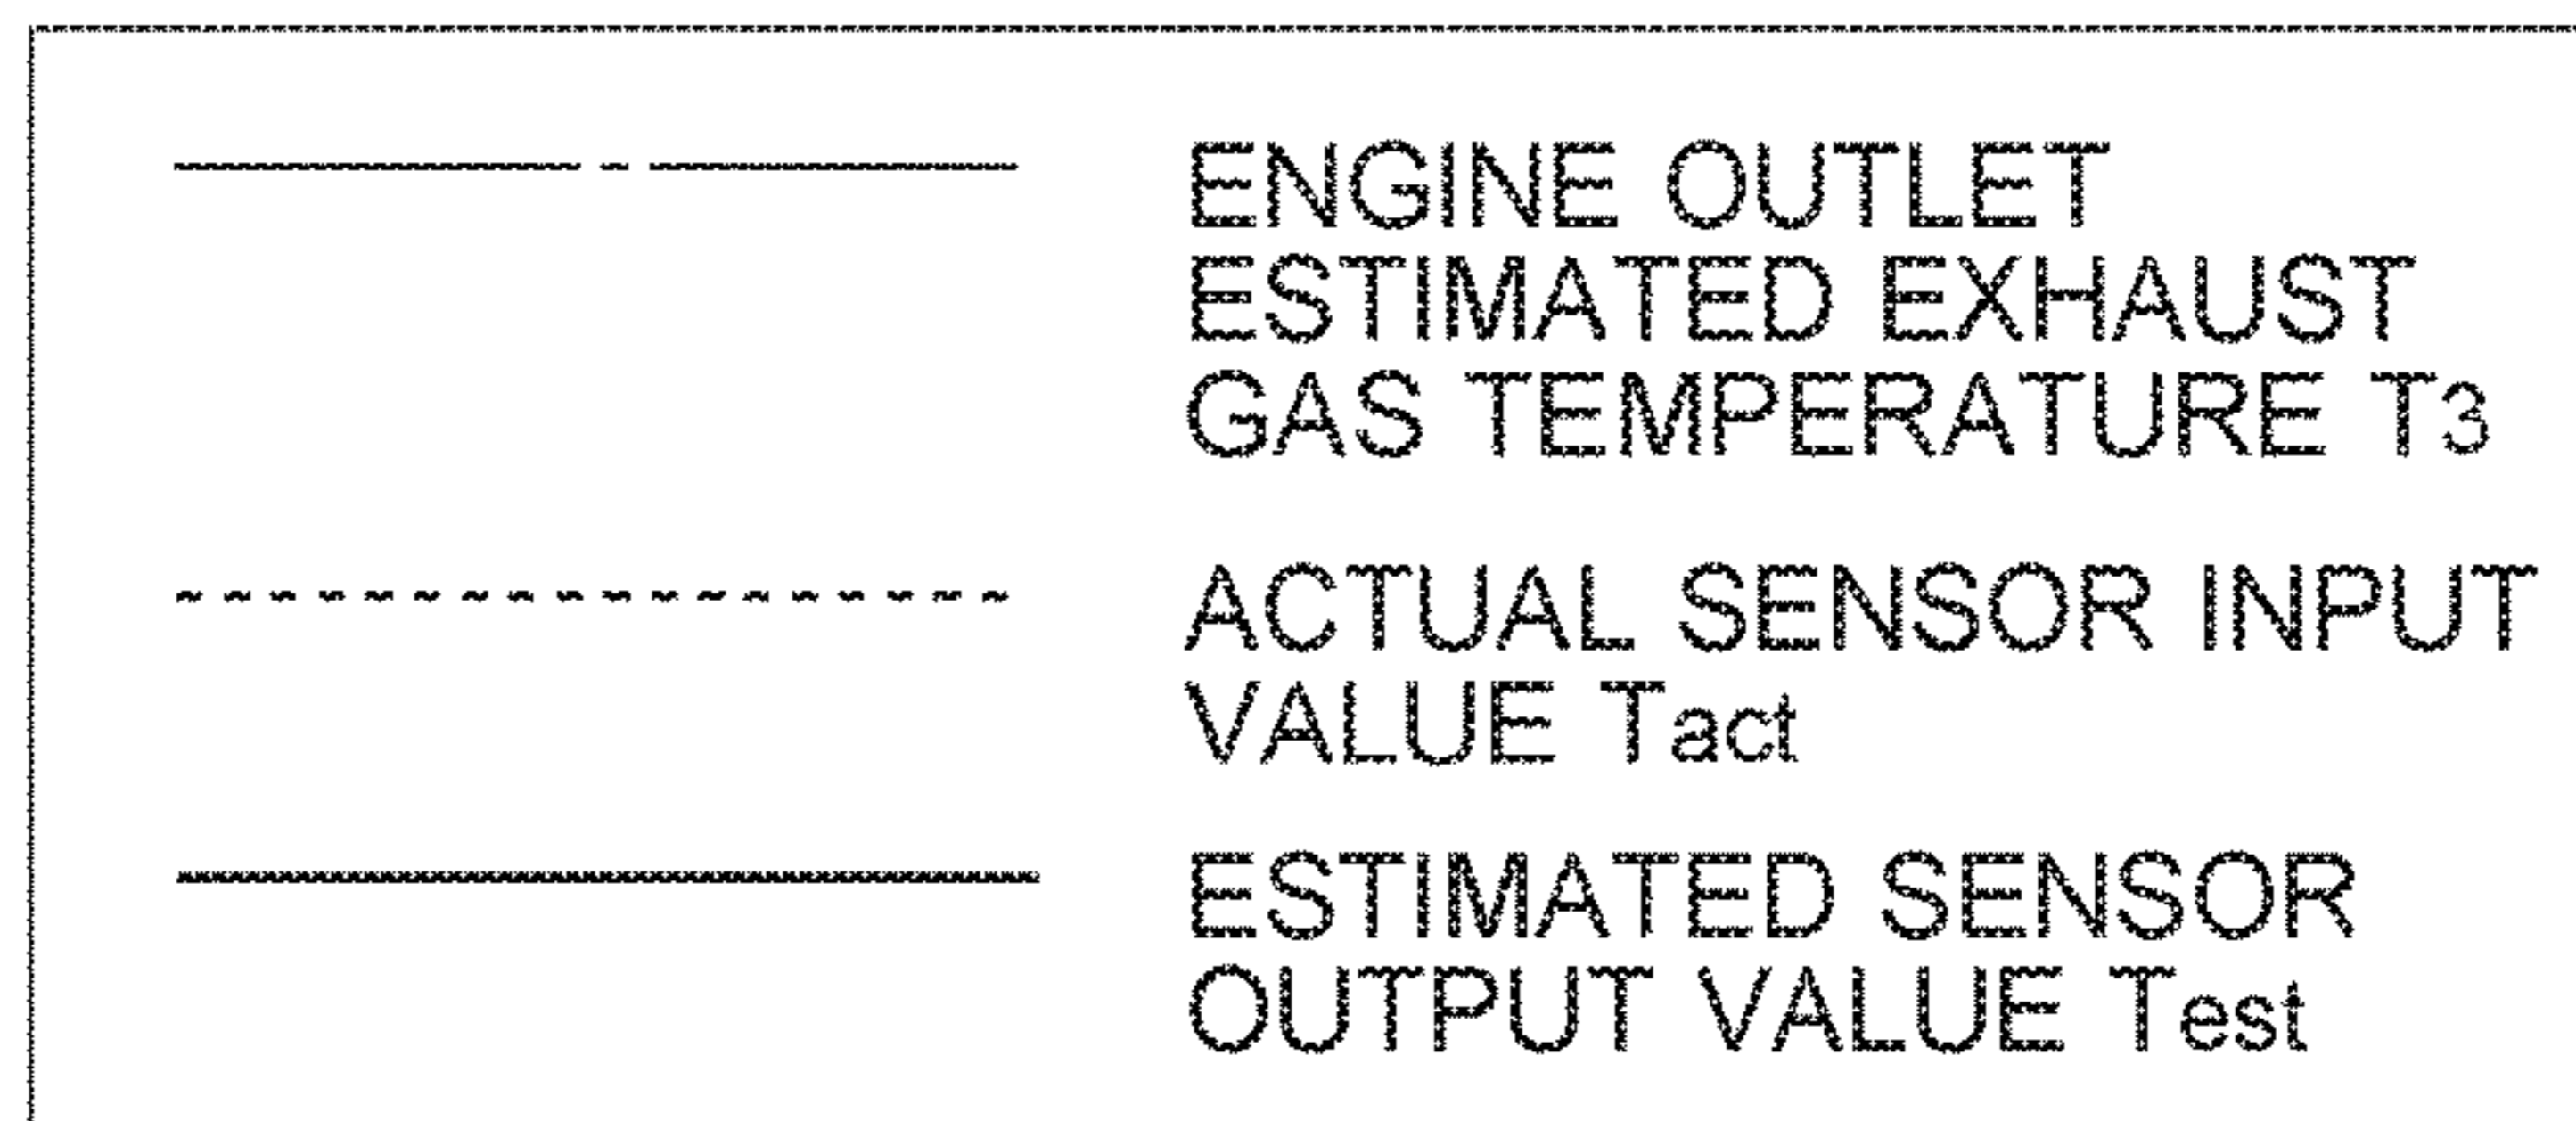 ENGINE OUTLET
ESTIMATED EXHAUST
GAS TEMPERATURE T3
ACTUAL SENSOR INPUT
VALUE Tact
ESTIMATED SENSOR
OUTPUT VALUE Test